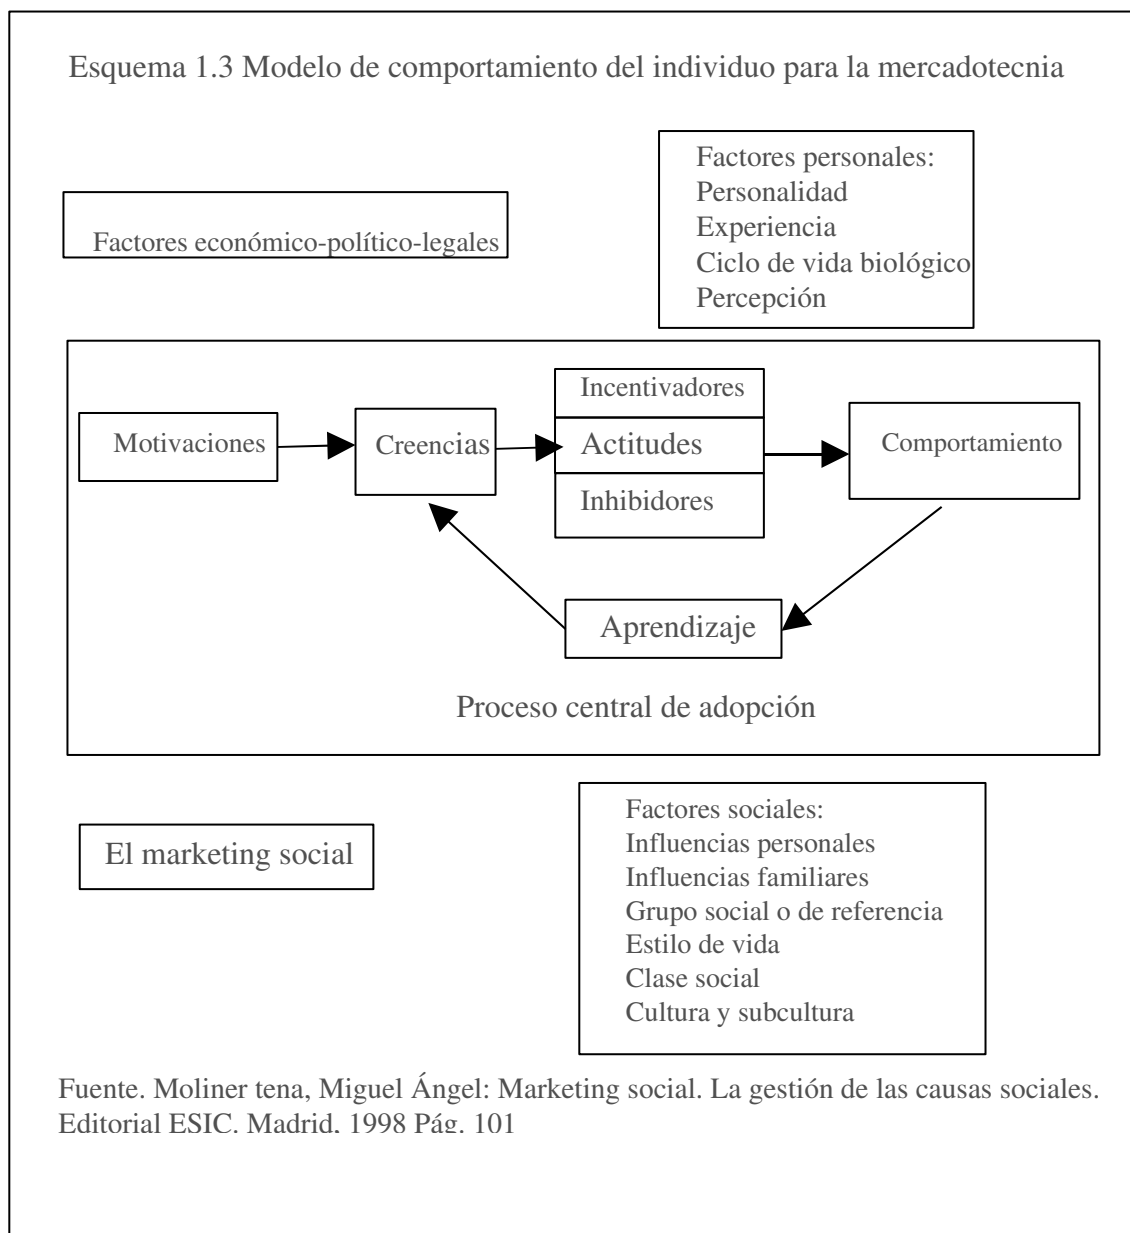 Esquema 1.3 Modelo de comportamiento del individuo para la mercadotecnia
Factores económico-político-legales
Factores personales:
Personalidad
Experiencia
Ciclo de vida biológico
Percepción
Motivaciones
Creencias
Incentivadores
Actitudes
Inhibidores
Comportamiento
Aprendizaje
Proceso central de adopción
El marketing social
Factores sociales:
Influencias personales
Influencias familiares
Grupo social o de referencia
Estilo de vida
Clase social
Cultura y subcultura
Fuente. Moliner tena, Miguel Ángel: Marketing social. La gestión de las causas sociales.
Editorial ESIC. Madrid, 1998 Pág. 101